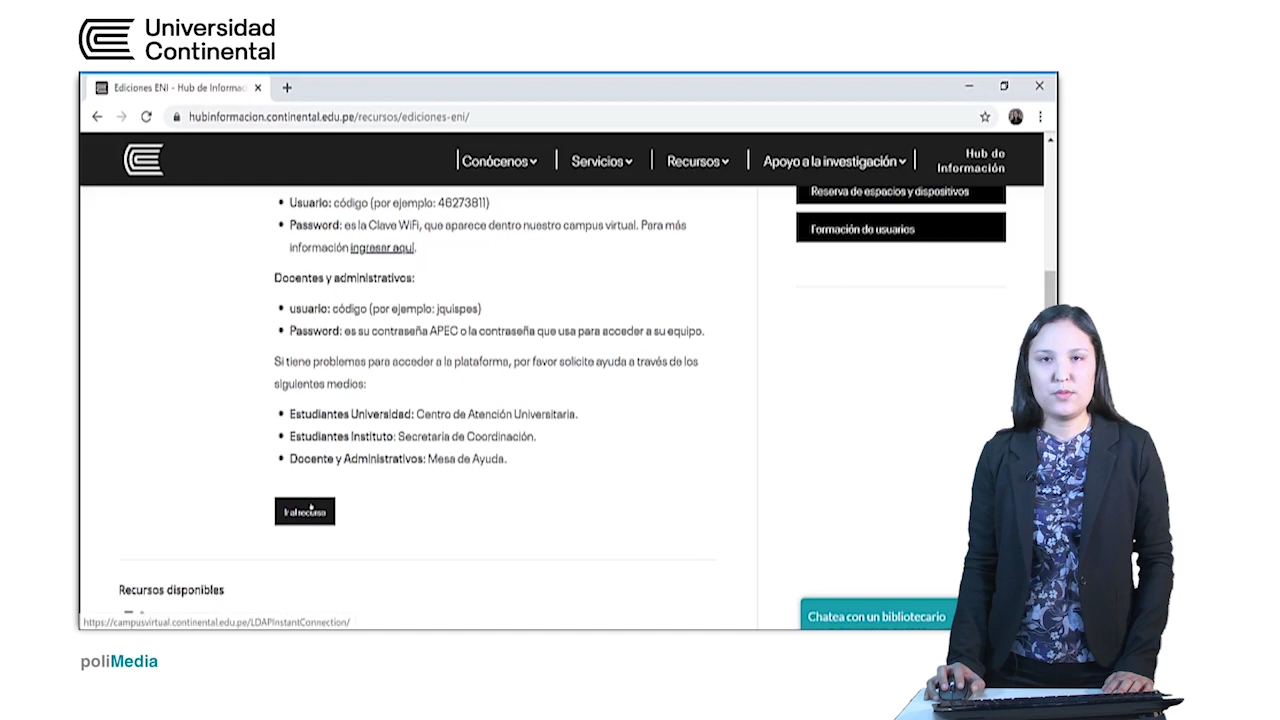 Universidad
Continental
Ediciones ENI - Hub de Informac
hubinformacion.continental.edu.pe/recursos/ediciones-eni/
Conócenos
Servicios
Recursos
Apoyo a la investigación
Hub de
Información
Usuario: código (por ejemplo: 46273811)
Password: es la Clave WiFi, que aparece dentro nuestro campus virtual. Para más
información ingresar aquí.
Docentes y administrativos:
usuario: código (por ejemplo: jquispes)
Password: es su contraseña APEC o la contraseña que usa para acceder a su equipo.
Si tiene problemas para acceder a la plataforma, por favor solicite ayuda a través de los
siguientes medios:
Estudiantes Universidad: Centro de Atención Universitaria.
Estudiantes Instituto: Secretaria de Coordinación.
Docente y Administrativos: Mesa de Ayuda.
Ir al recurso
Recursos disponibles
https://campusvirtual.continental.edu.pe/LDAPInstantConnection/
Reserva de espacios y dispositivos
Formación de usuarios
Chatea con un bibliotecario
poliMedia